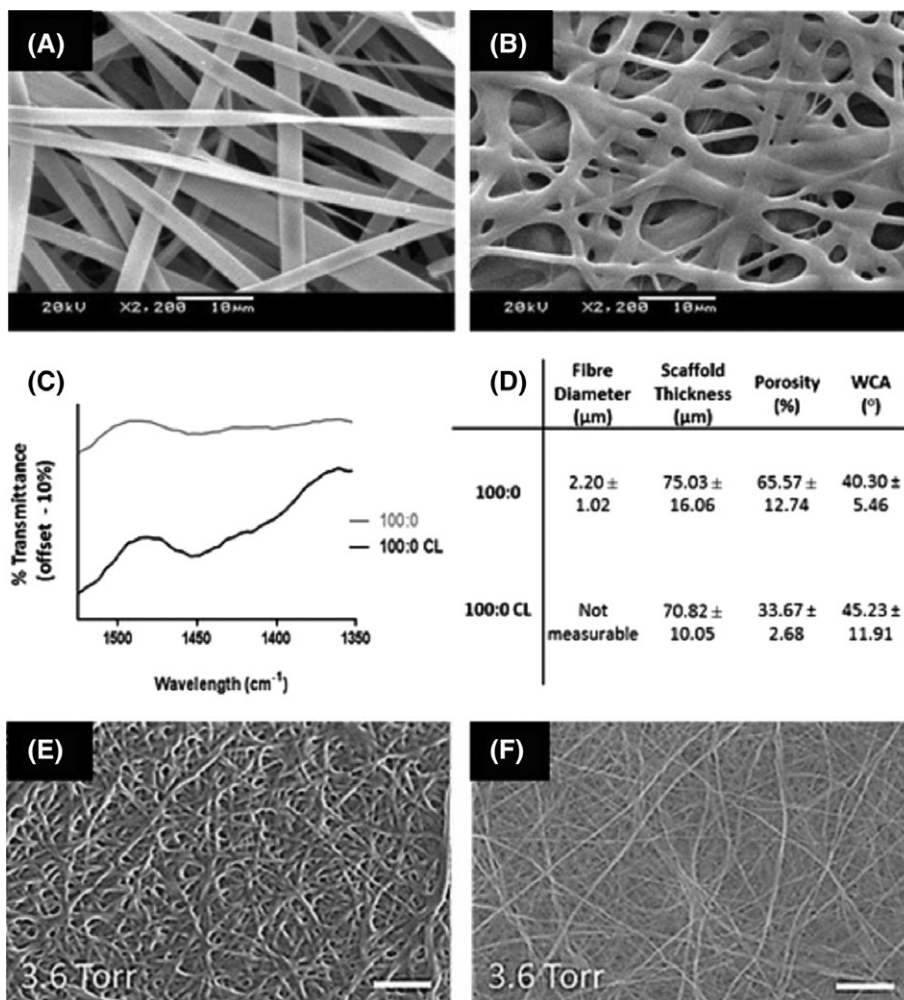 (A)
20kV X2,200 10µm
(B)
20kV X2,200 10µm
(C)
% Transmittance
(offset - 10%)
100:0
100:0 CL
1500 1450 1400 1350
Wavelength (cm⁻¹)
(D)
Fibre Diameter (µm) Scaffold Thickness (µm) Porosity (%) WCA (°)
100:0 2.20 ± 1.02 75.03 ± 16.06 65.57 ± 12.74 40.30 ± 5.46
100:0 CL Not measurable 70.82 ± 10.05 33.67 ± 2.68 45.23 ± 11.91
(E)
3.6 Torr
(F)
3.6 Torr